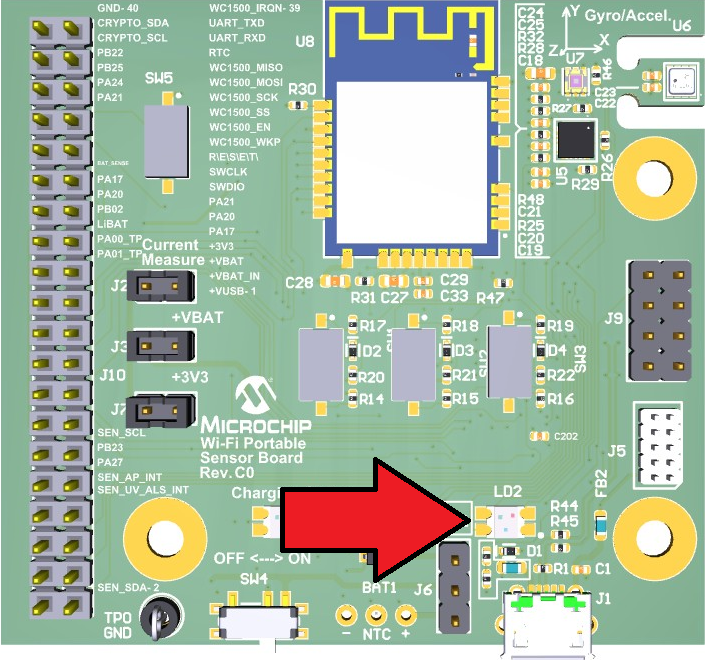 GND- 40
CRYPTO_SDA
CRYPTO_SCL
PB22
PB25
PA24
PA21
BAT_SENSE
PA17
PA20
PB02
LiBAT
PA00_TP
PA01_TP
SEN_SCL
PB23
PA27
SEN_AP_INT
SEN_UV_ALS_INT
SEN_SDA- 2
WC1500_IRQN- 39
UART_TXD
UART_RXD
RTC
WC1500_MISO
WC1500_MOSI
WC1500_SCK
WC1500_SS
WC1500_EN
WC1500_WKP
R\E\S\E\T\
SWCLK
SWDIO
PA21
PA20
PA17
+3V3
+VBAT
+VBAT_IN
+VUSB- 1
SW5
U8
R30
Current
Measure
J2
+VBAT
J3
J10
+3V3
J7
MICROCHIP
Wi-Fi Portable
Sensor Board
Rev. C0
C24
C25
R32
R28
C18
Y
X
Z
Gyro/Accel.
U6
U7
R46
C23
C22
R27
U5
R26
R29
R48
C21
R25
C20
C19
C28
R31
C27
C29
C33
R47
R17
D2
R20
R14
R18
D3
R21
R15
SW2
R19
D4
R22
R16
SW3
J9
C202
J5
FB2
LD2
R44
R45
D1
R1
C1
J1
J6
OFF <---> ON
SW4
BAT1
- NTC +
TP0
GND